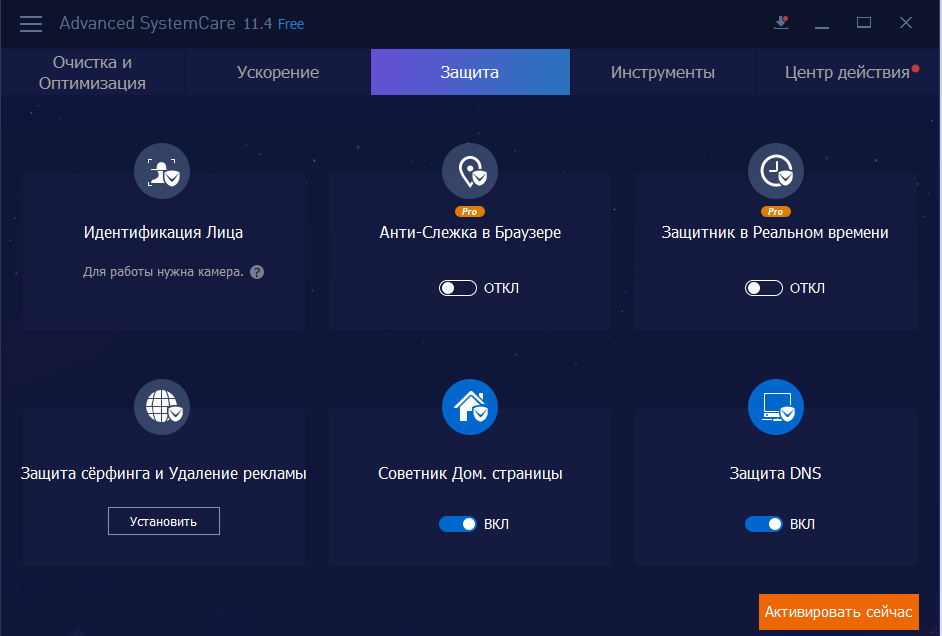 Advanced SystemCare 11.4 Free
Очистка и
Оптимизация
Ускорение
Защита
Инструменты
Центр действия
Идентификация Лица
Для работы нужна камера. ?
Pro
Анти-Слежка в Браузере
ОТКЛ
Pro
Защитник в Реальном времени
ОТКЛ
Защита сёрфинга и Удаление рекламы
Установить
Советник Дом. страницы
ВКЛ
Защита DNS
ВКЛ
Активировать сейчас